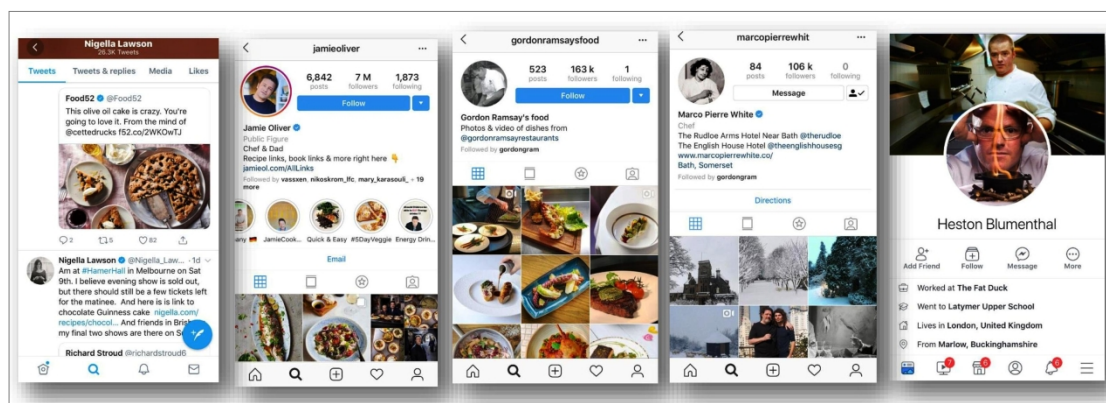 Nigella Lawson
26.3K Tweets
Tweets Tweets & replies Media Likes
Food52 @Food52
This olive oil cake is crazy. You're
going to love it. From the mind of
@cettedrucks f52.co/2WKOwTJ
2 5 82
Nigella Lawson @Nigella_Law... · 1d
Am at #HamerHall in Melbourne on Sat
9th. I believe evening show is sold out,
but there should still be a few tickets left
for the matinee. And here is link to
chocolate Guinness cake nigella.com/
recipes/chocol... And friends in Brisb
my final two shows are there on S
Richard Stroud @richardstroud6
jamieoliver
6,842 7 M 1,873
posts followers following
Follow
Jamie Oliver
Public Figure
Chef & Dad
Recipe links, book links & more right here 👇
jamieol.com/AllLinks
Followed by vassxen, nikoskrom_lfc, mary_karasouli_ + 19
more
any 🇩🇪 JamieCook... Quick & Easy #5DayVeggie Energy Drin...
Email
gordonramsaysfood
523 163 k 1
posts followers following
Follow
Gordon Ramsay's food
Photos & video of dishes from
@gordonramsayrestaurants
Followed by gordongram
marcopierrewhit
84 106 k 0
posts followers following
Message
Marco Pierre White
Chef
The Rudloe Arms Hotel Near Bath @therudloe
The English House Hotel @theenglishhousesg
www.marcopierrewhite.co/
Bath, Somerset
Followed by gordongram
Directions
Heston Blumenthal
Add Friend Follow Message More
Worked at The Fat Duck
Went to Latymer Upper School
Lives in London, United Kingdom
From Marlow, Buckinghamshire
7 6 6